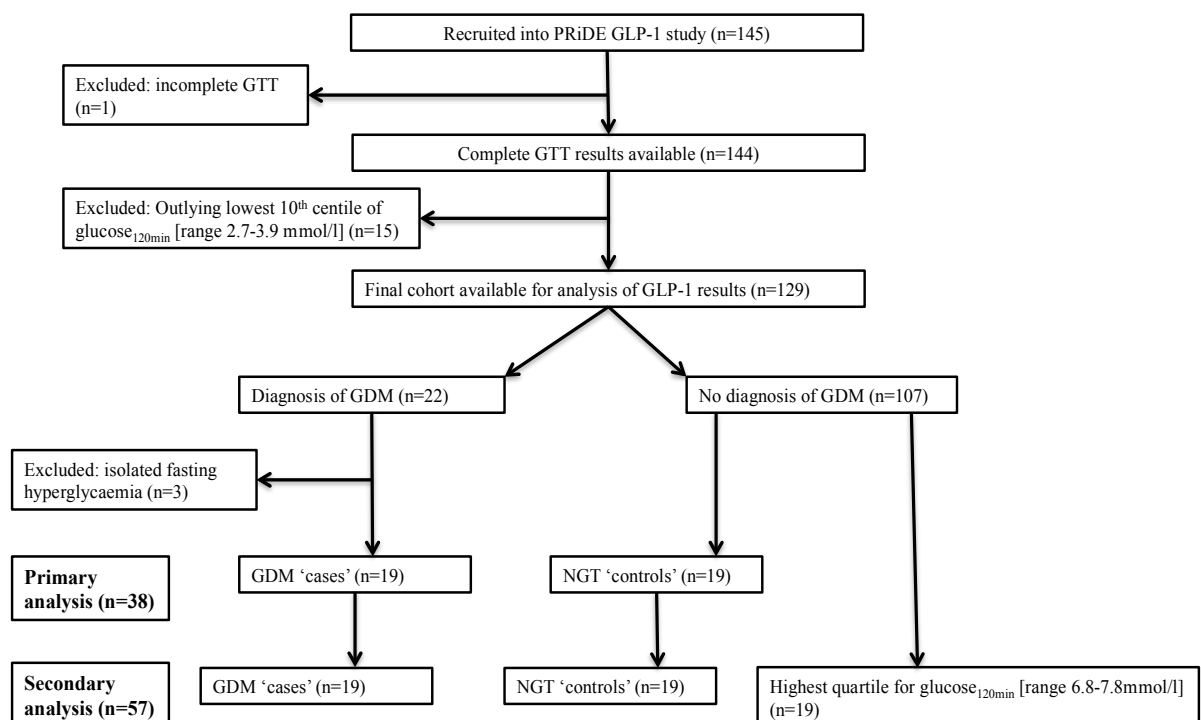 Recruited into PRiDE GLP-1 study (n=145)
Excluded: incomplete GTT
(n=1)
Complete GTT results available (n=144)
Excluded: Outlying lowest 10th centile of
glucose120min [range 2.7-3.9 mmol/l] (n=15)
Final cohort available for analysis of GLP-1 results (n=129)
Diagnosis of GDM (n=22)
No diagnosis of GDM (n=107)
Excluded: isolated fasting
hyperglycaemia (n=3)
Primary
analysis (n=38)
GDM ‘cases’ (n=19)
NGT ‘controls’ (n=19)
Secondary
analysis (n=57)
GDM ‘cases’ (n=19)
NGT ‘controls’ (n=19)
Highest quartile for glucose120min [range 6.8-7.8mmol/l]
(n=19)